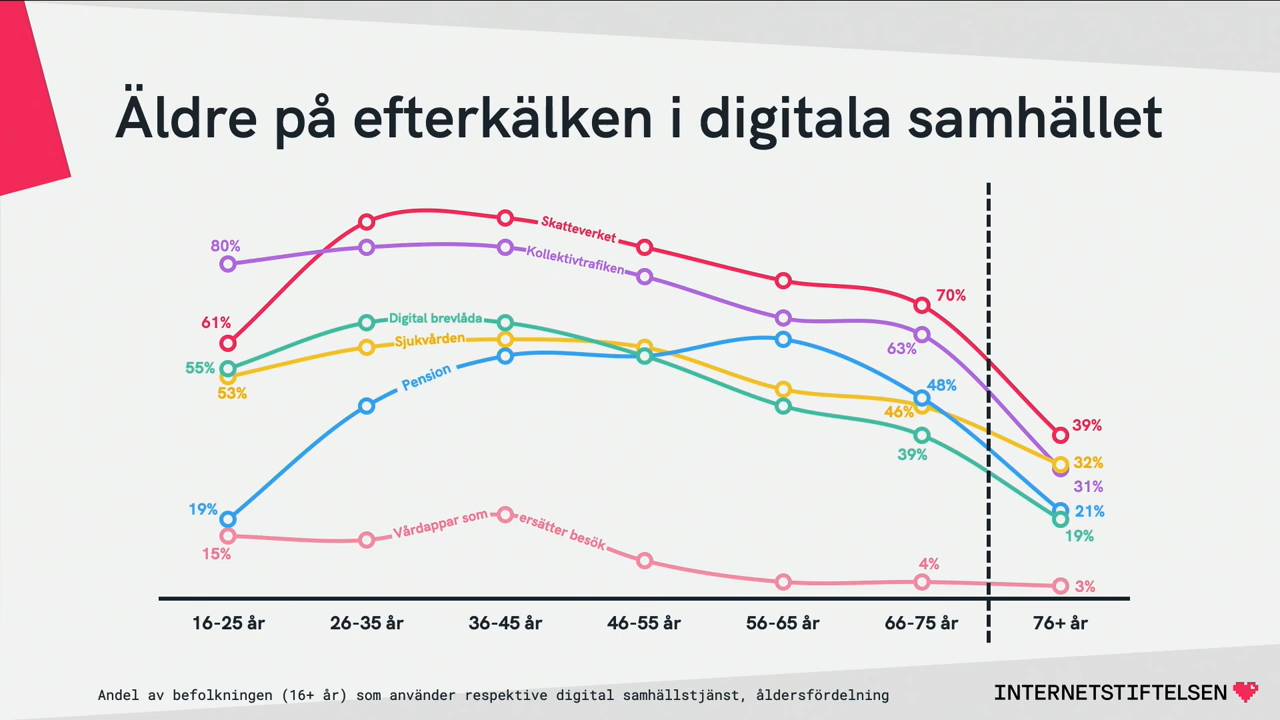 Äldre på efterkälken i digitala samhället
Skatteverket
Kollektivtrafiken
Digital brevlåda
Sjukvården
Pension
Vårdappar som ersätter besök
80%
61%
55%
53%
19%
15%
70%
63%
48%
46%
39%
4%
39%
32%
31%
21%
19%
3%
16-25 år
26-35 år
36-45 år
46-55 år
56-65 år
66-75 år
76+ år
Andel av befolkningen (16+ år) som använder respektive digital samhällstjänst, åldersfördelning
INTERNETSTIFTELSEN